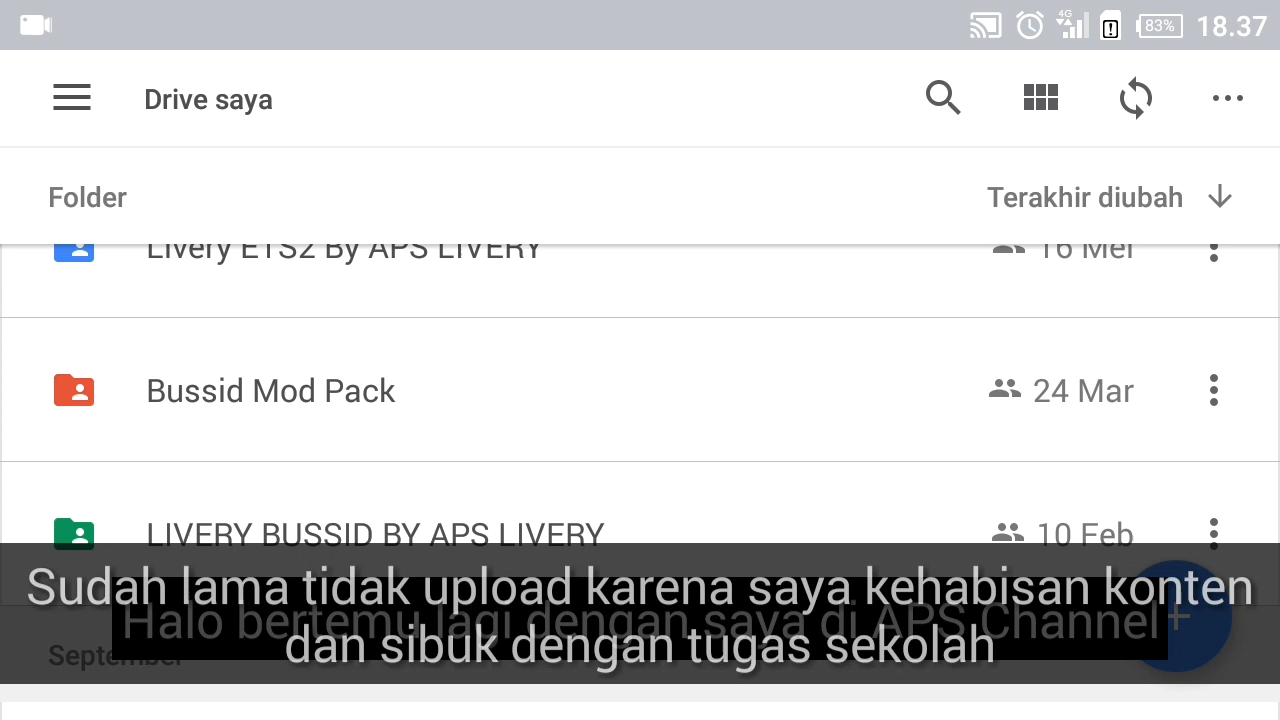 4G
83%
18.37
Drive saya
Folder
Terakhir diubah
Livery ETS2 By APS LIVERY
16 Mei
Bussid Mod Pack
24 Mar
LIVERY BUSSID BY APS LIVERY
10 Feb
Sudah lama tidak upload karena saya kehabisan konten
dan sibuk dengan tugas sekolah
Halo bertemu lagi dengan saya di APS Channel
September